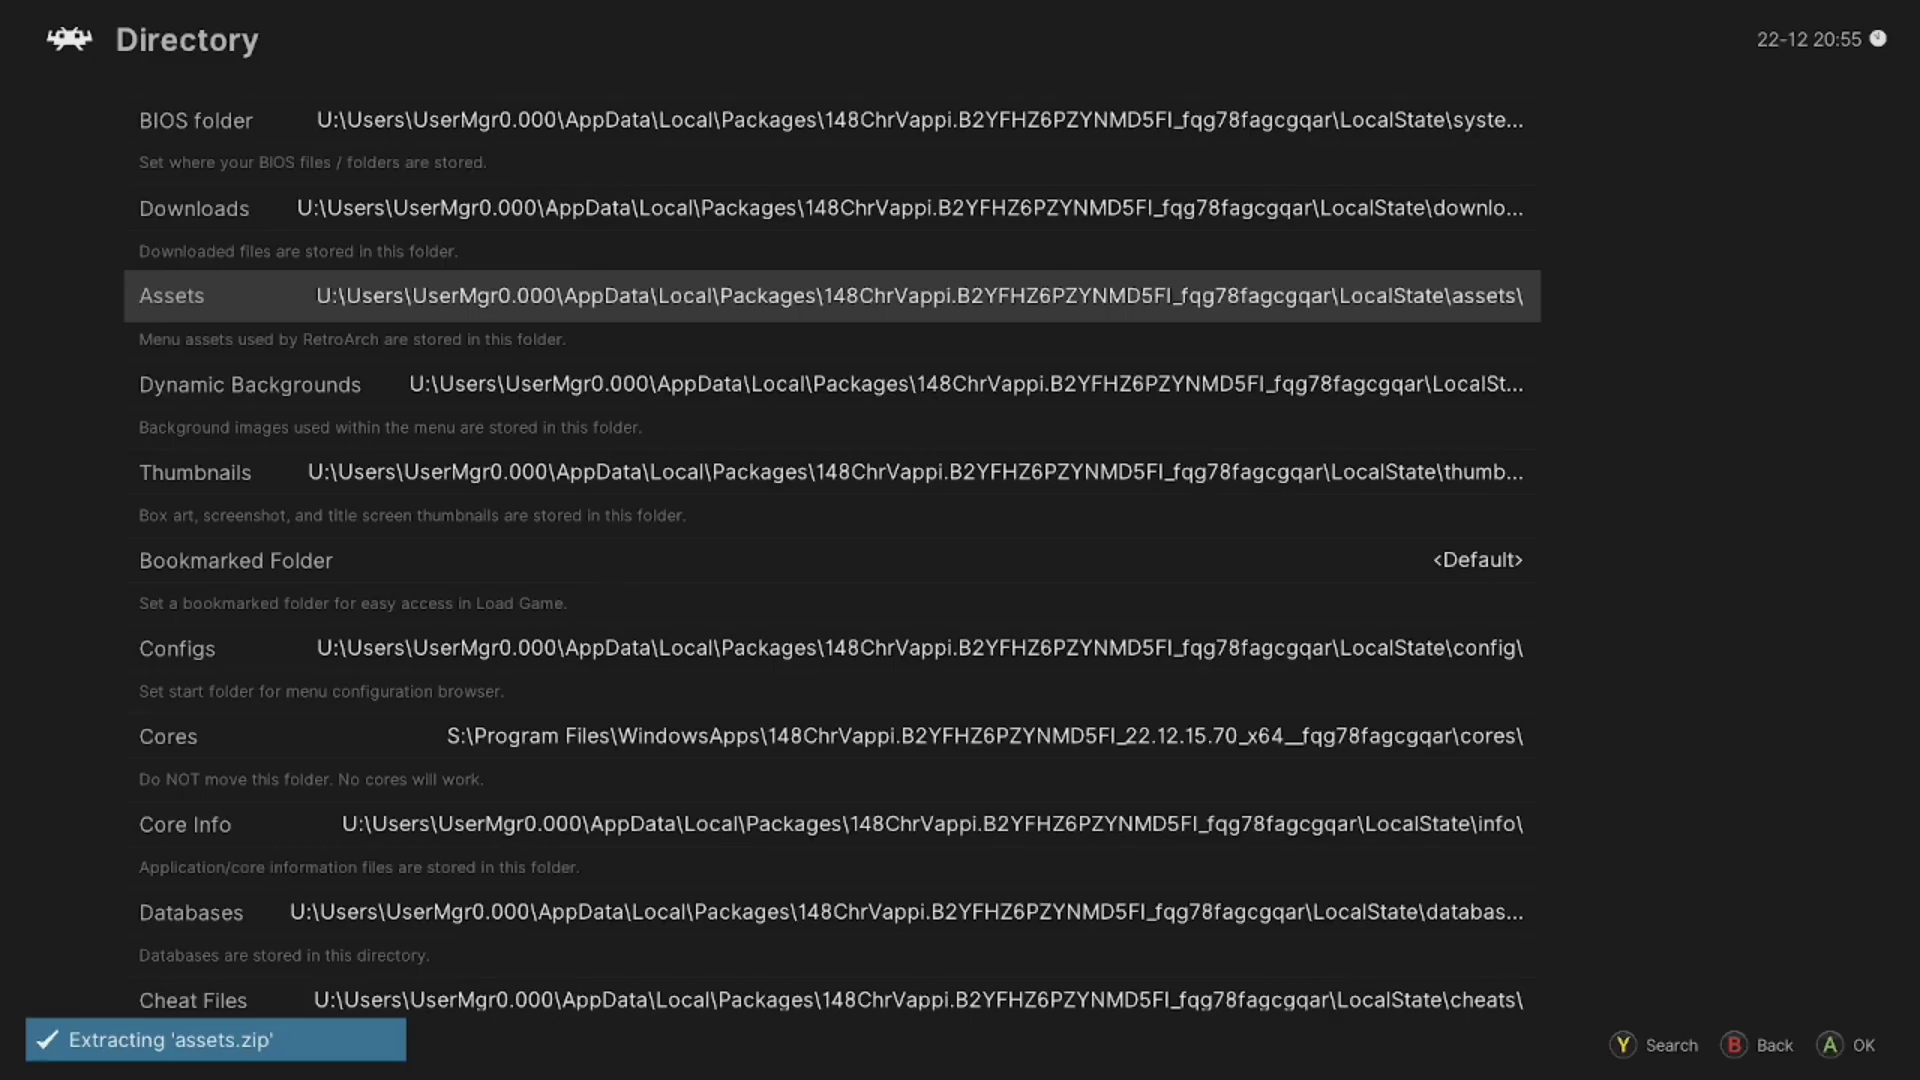 Directory
22-12 20:55
BIOS folder U:\Users\UserMgr0.000\AppData\Local\Packages\148ChrVappi.B2YFHZ6PZYNMD5FI_fqg78fagcgqar\LocalState\syste...
Set where your BIOS files / folders are stored.
Downloads U:\Users\UserMgr0.000\AppData\Local\Packages\148ChrVappi.B2YFHZ6PZYNMD5FI_fqg78fagcgqar\LocalState\downlo...
Downloaded files are stored in this folder.
Assets U:\Users\UserMgr0.000\AppData\Local\Packages\148ChrVappi.B2YFHZ6PZYNMD5FI_fqg78fagcgqar\LocalState\assets\
Menu assets used by RetroArch are stored in this folder.
Dynamic Backgrounds U:\Users\UserMgr0.000\AppData\Local\Packages\148ChrVappi.B2YFHZ6PZYNMD5FI_fqg78fagcgqar\LocalSt...
Background images used within the menu are stored in this folder.
Thumbnails U:\Users\UserMgr0.000\AppData\Local\Packages\148ChrVappi.B2YFHZ6PZYNMD5FI_fqg78fagcgqar\LocalState\thumb...
Box art, screenshot, and title screen thumbnails are stored in this folder.
Bookmarked Folder <Default>
Set a bookmarked folder for easy access in Load Game.
Configs U:\Users\UserMgr0.000\AppData\Local\Packages\148ChrVappi.B2YFHZ6PZYNMD5FI_fqg78fagcgqar\LocalState\config\
Set start folder for menu configuration browser.
Cores S:\Program Files\WindowsApps\148ChrVappi.B2YFHZ6PZYNMD5FI_22.12.15.70_x64__fqg78fagcgqar\cores\
Do NOT move this folder. No cores will work.
Core Info U:\Users\UserMgr0.000\AppData\Local\Packages\148ChrVappi.B2YFHZ6PZYNMD5FI_fqg78fagcgqar\LocalState\info\
Application/core information files are stored in this folder.
Databases U:\Users\UserMgr0.000\AppData\Local\Packages\148ChrVappi.B2YFHZ6PZYNMD5FI_fqg78fagcgqar\LocalState\databas...
Databases are stored in this directory.
Cheat Files U:\Users\UserMgr0.000\AppData\Local\Packages\148ChrVappi.B2YFHZ6PZYNMD5FI_fqg78fagcgqar\LocalState\cheats\
Extracting 'assets.zip'
Y Search B Back A OK